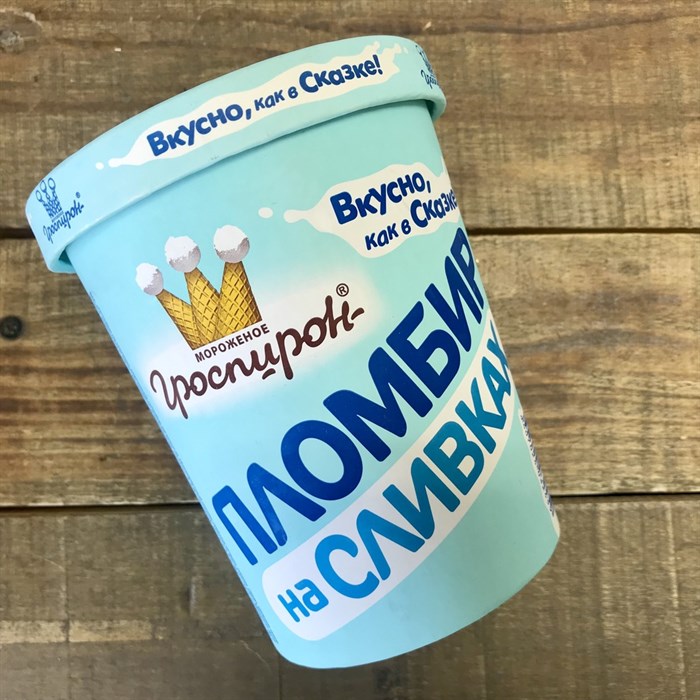 Вкусно, как в Сказке!
Гроспирон
Вкусно,
как в Сказке
МОРОЖЕНОЕ
Гроспирон®
ПЛОМБИР
на СЛИВКАХ